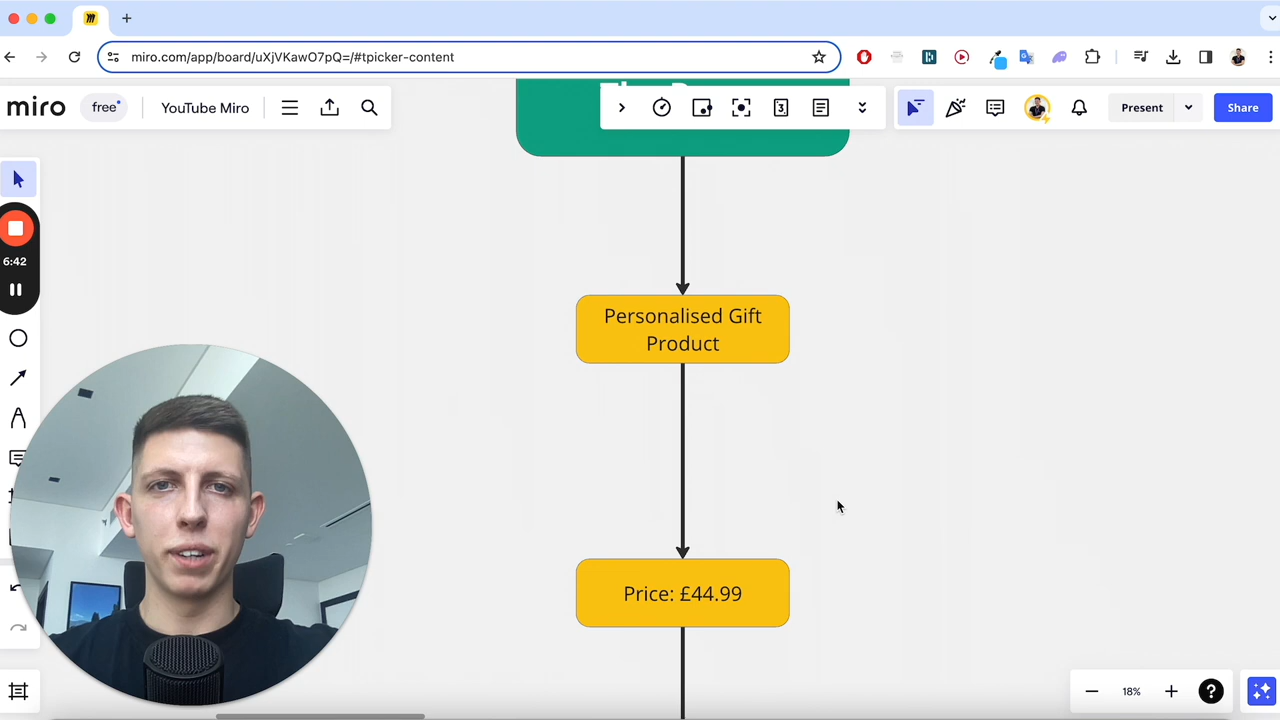 miro.com/app/board/uXjVKawO7pQ=/#tpicker-content
miro
free
YouTube Miro
3
Present
Share
6:42
Personalised Gift
Product
Price: £44.99
18%
?